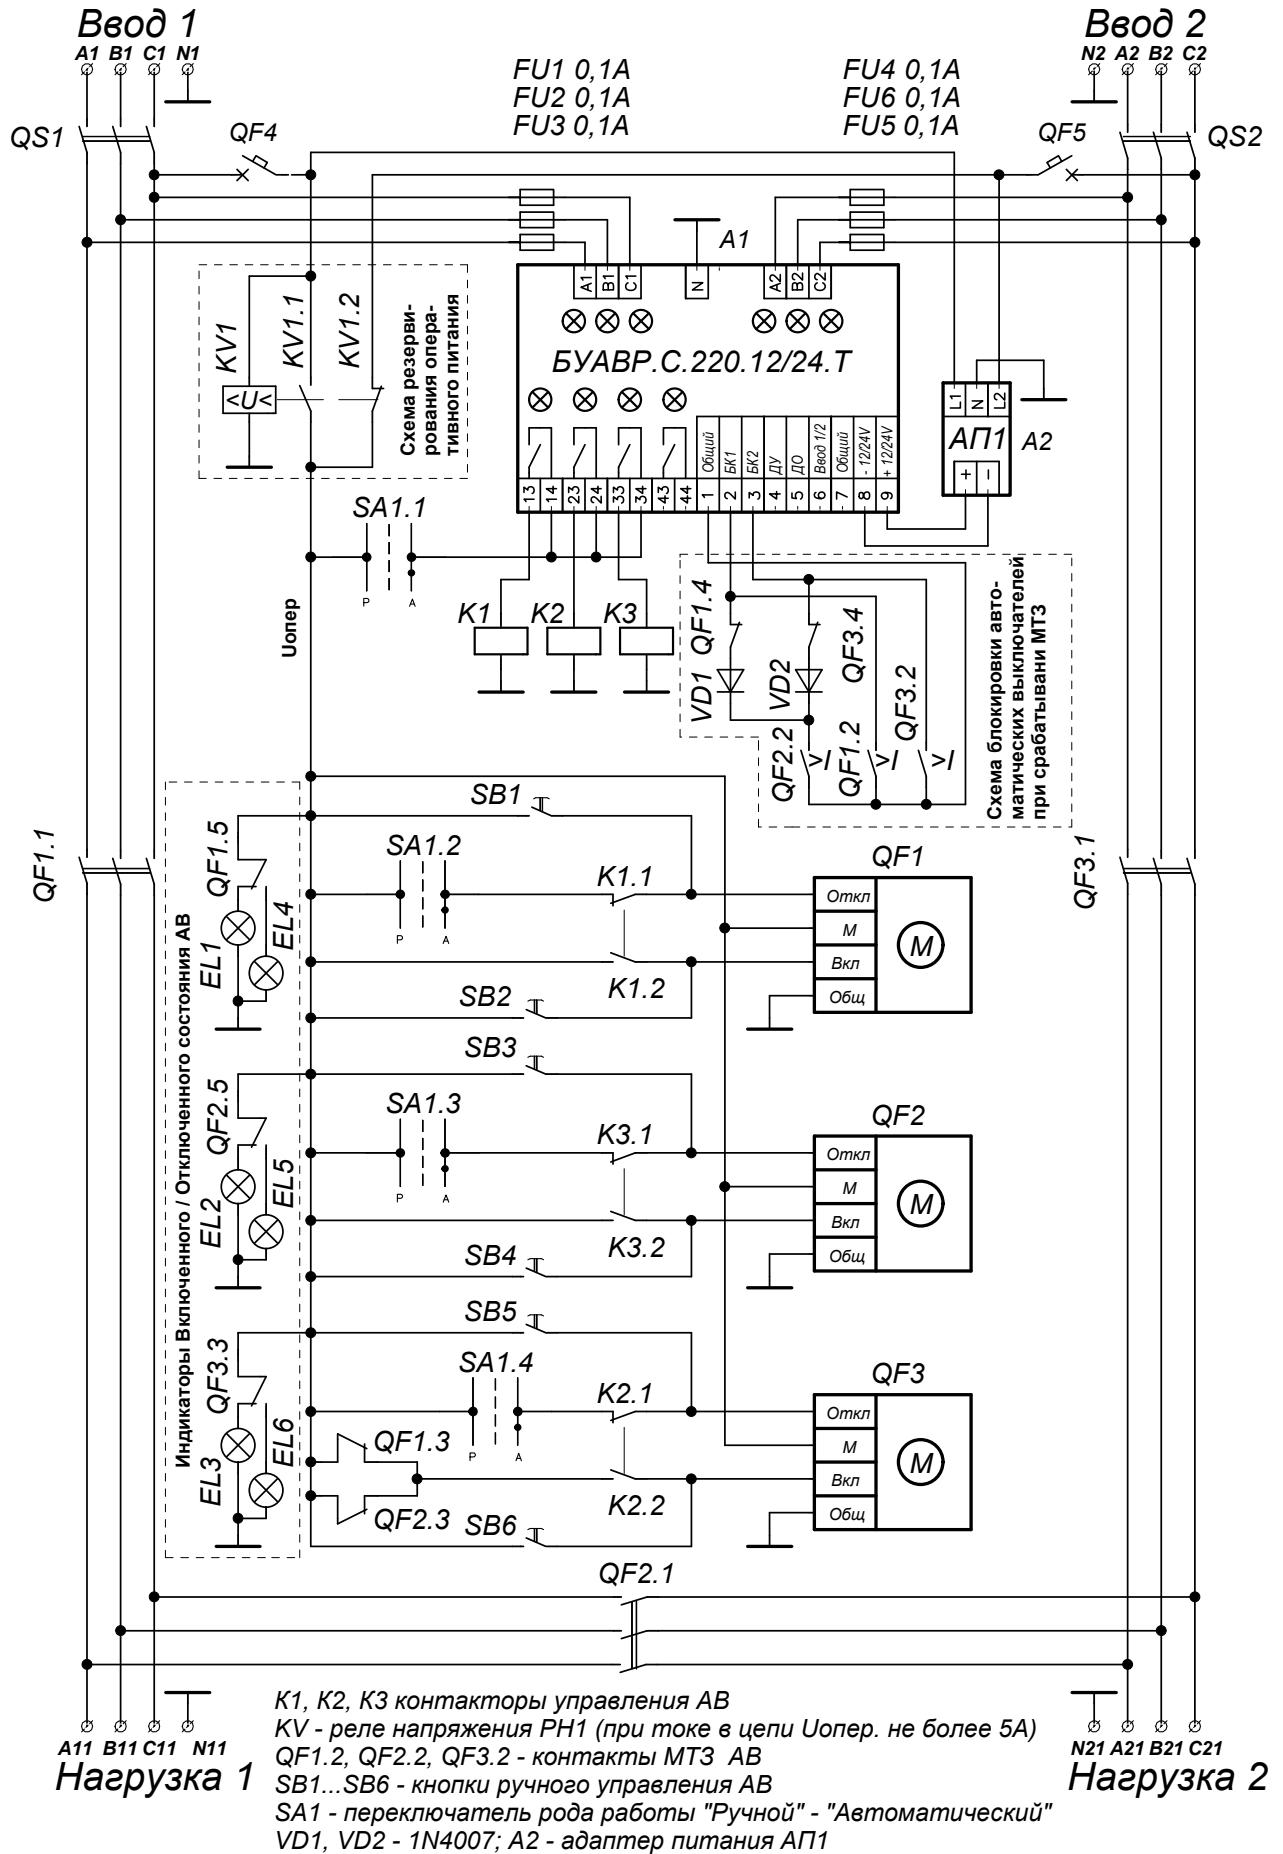 Ввод 1
A1 B1 C1 N1
Ввод 2
N2 A2 B2 C2
FU1 0,1A
FU2 0,1A
FU3 0,1A
FU4 0,1A
FU6 0,1A
FU5 0,1A
QS1
QF4
QF5
QS2
A1
A1
B1
C1
N
A2
B2
C2
KV1
KV1.1
KV1.2
<U<
Схема резерви-
рования опера-
тивного питания
БУАВР.С.220.12/24.Т
L1
N
L2
АП1
+
–
A2
Общий
БК1
БК2
ДУ
ДО
Ввод 1/2
Общий
- 12/24V
+ 12/24V
13
14
23
24
33
34
43
44
1
2
3
4
5
6
7
8
9
SA1.1
Р А
Uопер
K1
K2
K3
QF1.4
VD1
VD2
QF3.4
QF2.2
QF1.2
QF3.2
>I
>I
>I
Схема блокировки авто-
матических выключателей
при срабатывани МТЗ
QF1.1
QF3.1
Индикаторы Включенного / Отключенного состояния АВ
QF1.5
EL1
EL4
SB1
SA1.2
Р А
K1.1
K1.2
SB2
QF1
Откл
М
Вкл
Общ
M
QF2.5
EL2
EL5
SB3
SA1.3
Р А
K3.1
K3.2
SB4
QF2
Откл
М
Вкл
Общ
M
QF3.3
EL3
EL6
SB5
SA1.4
Р А
K2.1
QF1.3
QF2.3
K2.2
SB6
QF3
Откл
М
Вкл
Общ
M
QF2.1
A11 B11 C11 N11
Нагрузка 1
N21 A21 B21 C21
Нагрузка 2
К1, К2, К3 контакторы управления АВ
KV - реле напряжения РН1 (при токе в цепи Uопер. не более 5А)
QF1.2, QF2.2, QF3.2 - контакты МТЗ АВ
SB1...SB6 - кнопки ручного управления АВ
SA1 - переключатель рода работы "Ручной" - "Автоматический"
VD1, VD2 - 1N4007; A2 - адаптер питания АП1